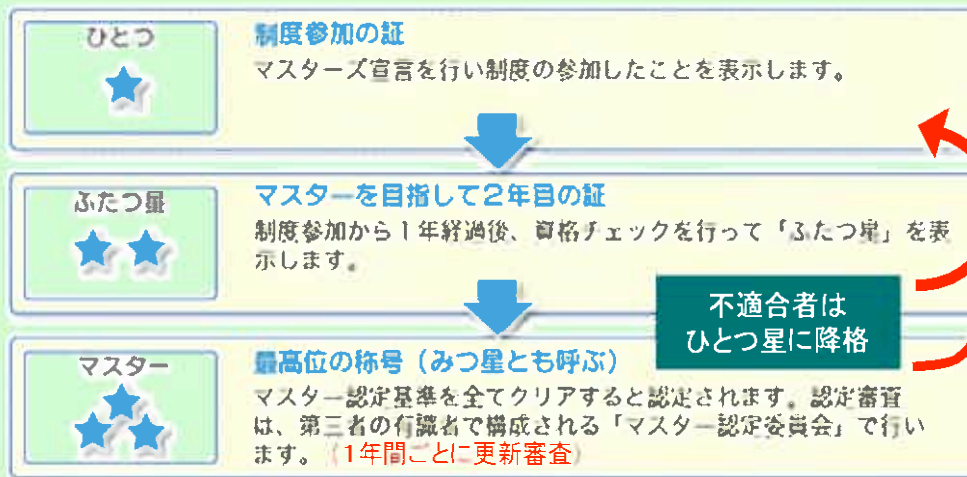 ひとつ
制度参加の証
マスターズ宣言を行い制度の参加したことを表示します。
ふたつ星
マスターを目指して2年目の証
制度参加から1年経過後、資格チェックを行って「ふたつ星」を表
示します。
不適合者は
ひとつ星に降格
マスター
最高位の称号（みつ星とも呼ぶ）
マスター認定基準を全てクリアすると認定されます。認定審査
は、第三者の有識者で構成される「マスター認定委員会」で行い
ます。（1年間ごとに更新審査）